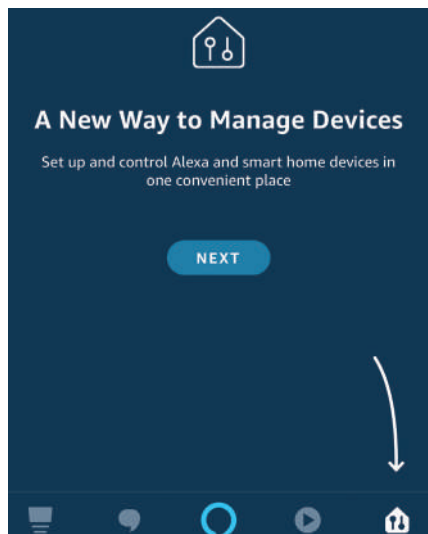 A New Way to Manage Devices
Set up and control Alexa and smart home devices in
one convenient place
NEXT